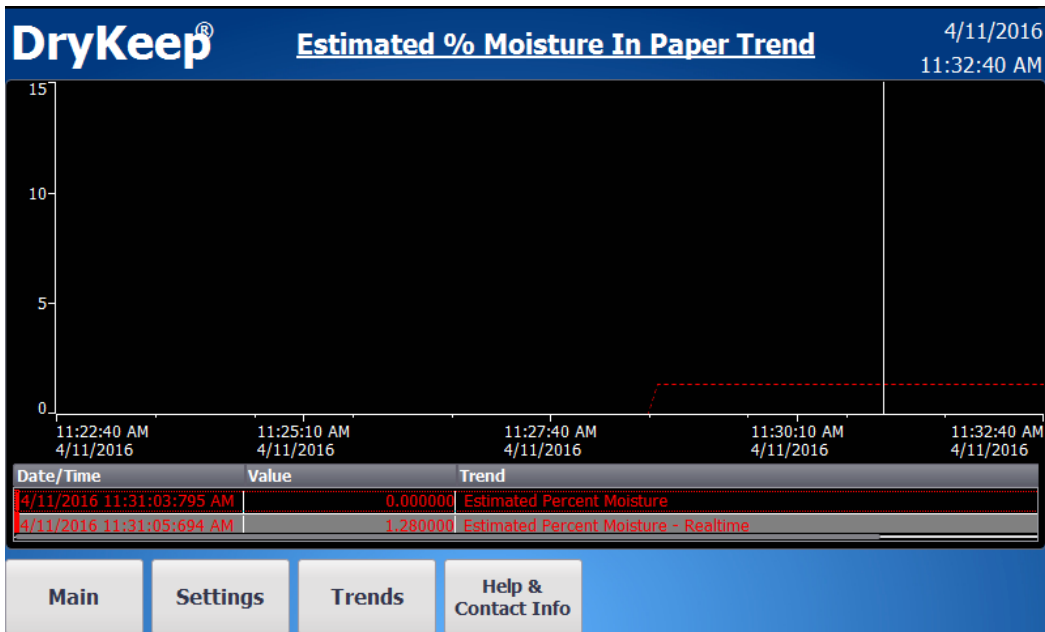 DryKeep®
Estimated % Moisture In Paper Trend
4/11/2016
11:32:40 AM
15
10
5
0
11:22:40 AM 11:25:10 AM 11:27:40 AM 11:30:10 AM 11:32:40 AM
4/11/2016 4/11/2016 4/11/2016 4/11/2016 4/11/2016
Date/Time Value Trend
4/11/2016 11:31:03:795 AM 0.000000 Estimated Percent Moisture
4/11/2016 11:31:05:694 AM 1.280000 Estimated Percent Moisture - Realtime
Main Settings Trends Help &
Contact Info